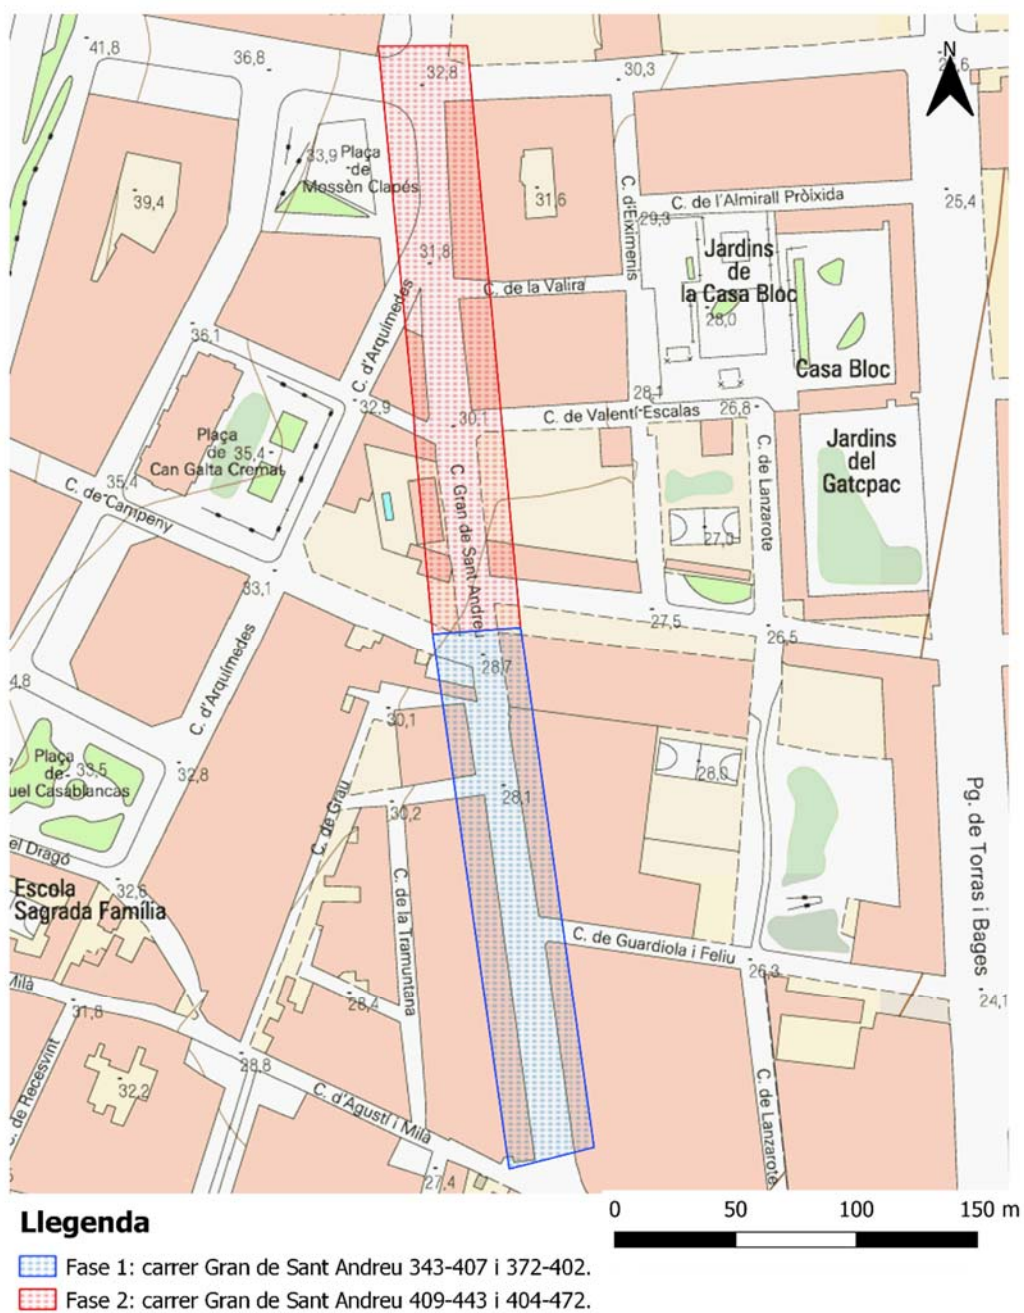 41,8
36,8
32,8
30,3
N
33,9
Plaça
de
Mossèn Clapés
39,4
31,6
C. d'Eiximenis
C. de l'Almirall Pròixida
25,4
29,3
Jardins
de
la Casa Bloc
31,8
C. de la Valira
28,0
C. d'Arquímedes
36,1
Casa Bloc
32,9
28,1
26,8
30,1
C. de Valentí Escalas
Plaça
de 35,4
Can Galta Cremat
Jardins
del
Gatcpac
C. de Lanzarote
35,4
C. de Campeny
C. Gran de Sant Andreu
27,0
33,1
27,5
26,5
C. d'Arquímedes
28,7
4,8
30,1
Plaça
de 33,5
uel Casablancas
32,8
28,0
28,1
30,2
C. de Grau
Pg. de Torras i Bages
el Dragó
32,6
Escola
Sagrada Família
C. de la Tramuntana
C. de Guardiola i Feliu
26,3
Milà
31,8
28,4
24,1
28,8
32,2
C. d'Agustí i Milà
C. de Lanzarote
. de Recesvint
27,4
Llegenda
0 50 100 150 m
Fase 1: carrer Gran de Sant Andreu 343-407 i 372-402.
Fase 2: carrer Gran de Sant Andreu 409-443 i 404-472.